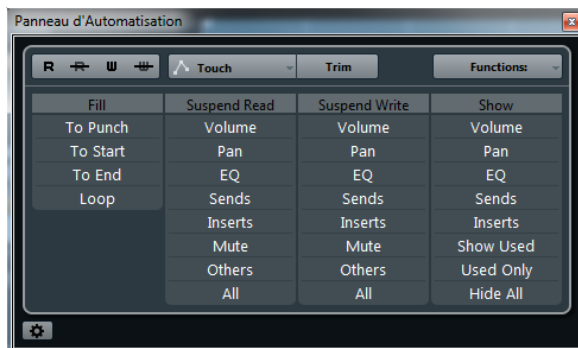 Panneau d'Automatisation
R R W W Touch Trim Functions:
Fill Suspend Read Suspend Write Show
To Punch Volume Volume Volume
To Start Pan Pan Pan
To End EQ EQ EQ
Loop Sends Sends Sends
Inserts Inserts Inserts
Mute Mute Show Used
Others Others Used Only
All All Hide All